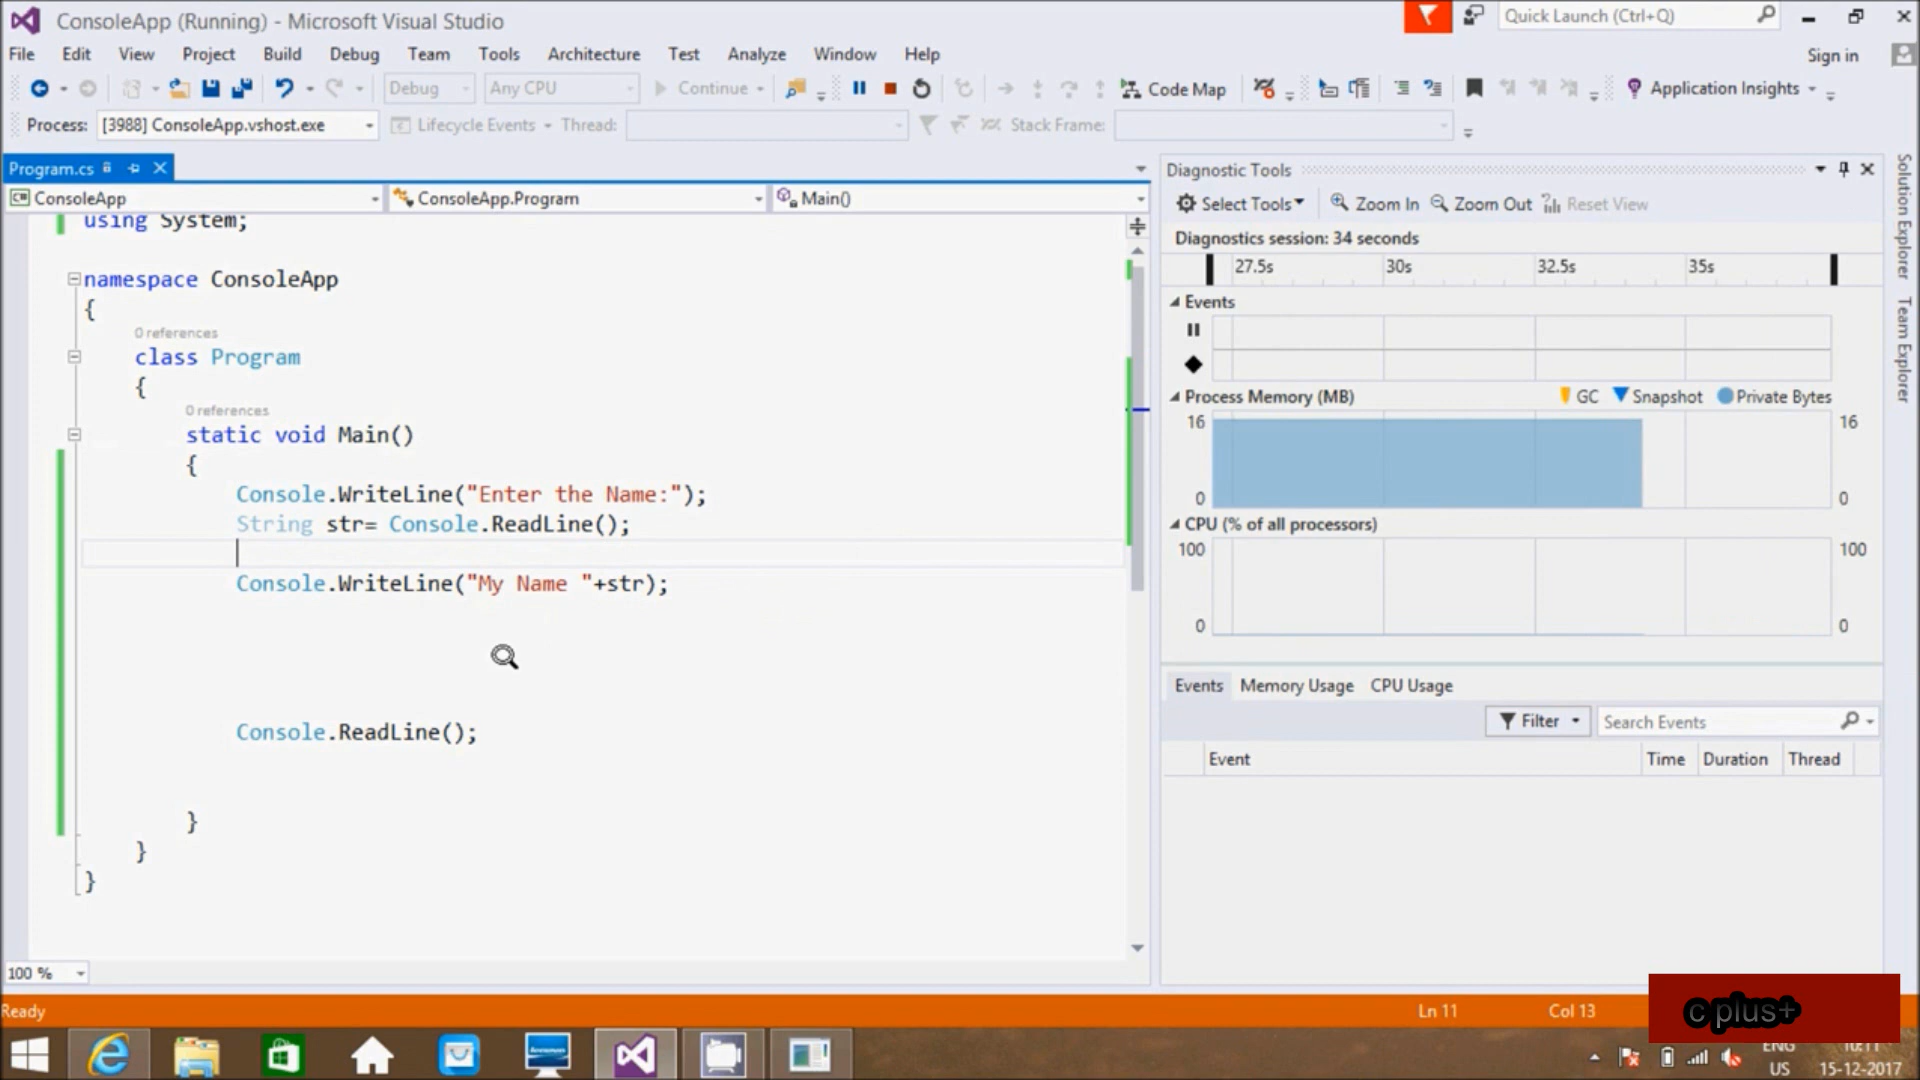 ConsoleApp (Running) - Microsoft Visual Studio
Quick Launch (Ctrl+Q)
File Edit View Project Build Debug Team Tools Architecture Test Analyze Window Help
Sign in
Debug Any CPU Continue Code Map Application Insights
Process: [3988] ConsoleApp.vshost.exe Lifecycle Events Thread: Stack Frame:
Program.cs
ConsoleApp ConsoleApp.Program Main()
using System;
namespace ConsoleApp
{
0 references
class Program
{
0 references
static void Main()
{
Console.WriteLine("Enter the Name:");
String str= Console.ReadLine();
Console.WriteLine("My Name "+str);
Console.ReadLine();
}
}
}
100 %
Diagnostic Tools
Select Tools Zoom In Zoom Out Reset View
Diagnostics session: 34 seconds
27.5s 30s 32.5s 35s
Events
Process Memory (MB) GC Snapshot Private Bytes
16 16
0 0
CPU (% of all processors)
100 100
0 0
Events Memory Usage CPU Usage
Filter Search Events
Event Time Duration Thread
Solution Explorer
Team Explorer
Ready Ln 11 Col 13
c plus+
lenovo
ENG 10:11
US 15-12-2017